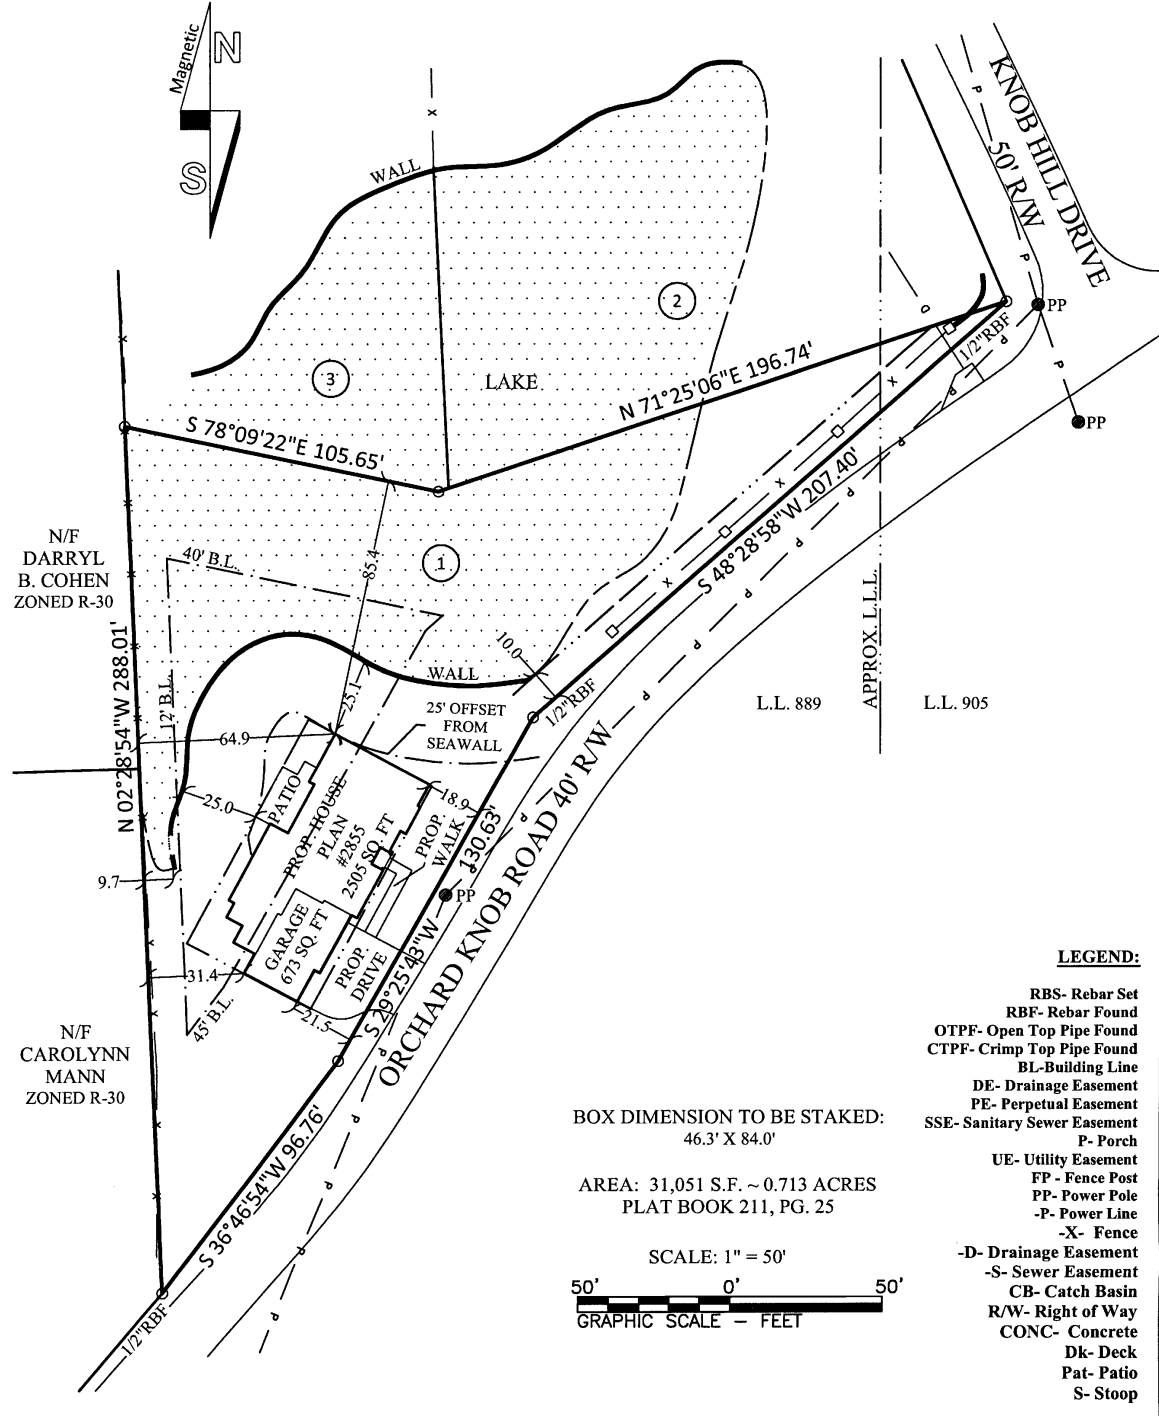 Magnetic
N
S
KNOB HILL DRIVE
50' R/W
P
P
WALL
X
2
3
LAKE
PP
P
PP
1/2"RBF
D
N 71°25'06"E 196.74'
S 78°09'22"E 105.65'
S 48°28'58"W 207.40'
N/F
DARRYL
B. COHEN
ZONED R-30
40' B.L.
85.4
1
12' B.L.
N 02°28'54"W 288.01'
10.0
WALL
25.1
1/2"RBF
25' OFFSET
FROM
SEAWALL
L.L. 889
APPROX. L.L.L.
L.L. 905
64.9
25.0
PATIO
PROP. HOUSE
PLAN
#2855
2505 SQ. FT
18.9
PROP.
WALK
130.63'
S 29°25'43"W
PP
ORCHARD KNOB ROAD 40' R/W
9.7
GARAGE
673 SQ. FT
PROP.
DRIVE
31.4
21.5
45' B.L.
N/F
CAROLYNN
MANN
ZONED R-30
S 36°46'54"W 96.76'
1/2"RBF
BOX DIMENSION TO BE STAKED:
46.3' X 84.0'
AREA: 31,051 S.F. ~ 0.713 ACRES
PLAT BOOK 211, PG. 25
SCALE: 1" = 50'
50' 0' 50'
GRAPHIC SCALE – FEET
LEGEND:
RBS- Rebar Set
RBF- Rebar Found
OTPF- Open Top Pipe Found
CTPF- Crimp Top Pipe Found
BL-Building Line
DE- Drainage Easement
PE- Perpetual Easement
SSE- Sanitary Sewer Easement
P- Porch
UE- Utility Easement
FP - Fence Post
PP- Power Pole
-P- Power Line
-X- Fence
-D- Drainage Easement
-S- Sewer Easement
CB- Catch Basin
R/W- Right of Way
CONC- Concrete
Dk- Deck
Pat- Patio
S- Stoop